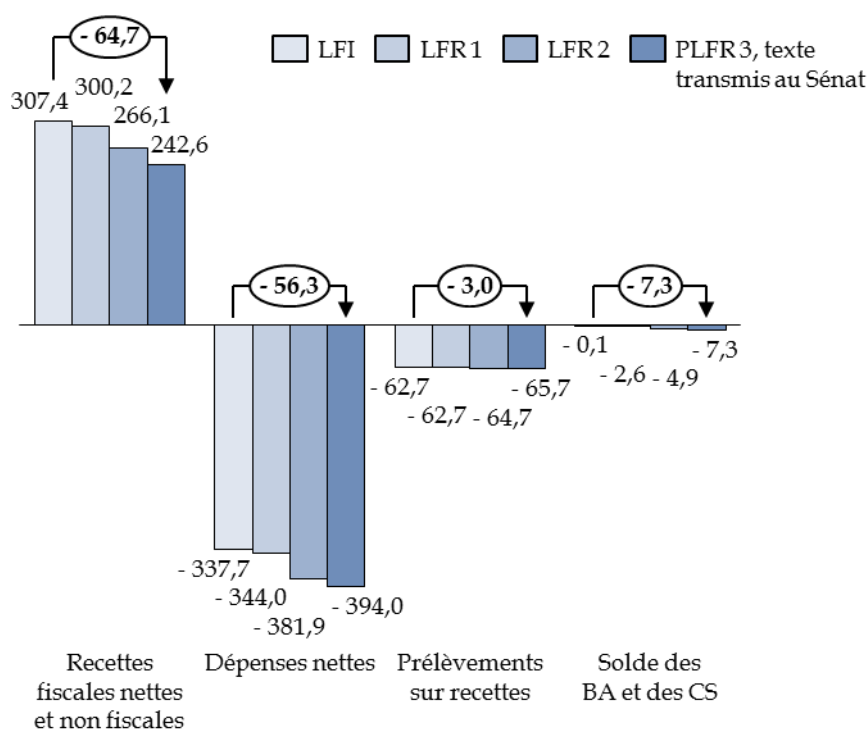 - 64,7
LFI
LFR 1
LFR 2
PLFR 3, texte
transmis au Sénat
307,4
300,2
266,1
242,6
- 56,3
- 3,0
- 7,3
- 0,1
- 2,6
- 4,9
- 7,3
- 62,7
- 62,7
- 64,7
- 65,7
- 337,7
- 344,0
- 381,9
- 394,0
Recettes
fiscales nettes
et non fiscales
Dépenses nettes
Prélèvements
sur recettes
Solde des
BA et des CS